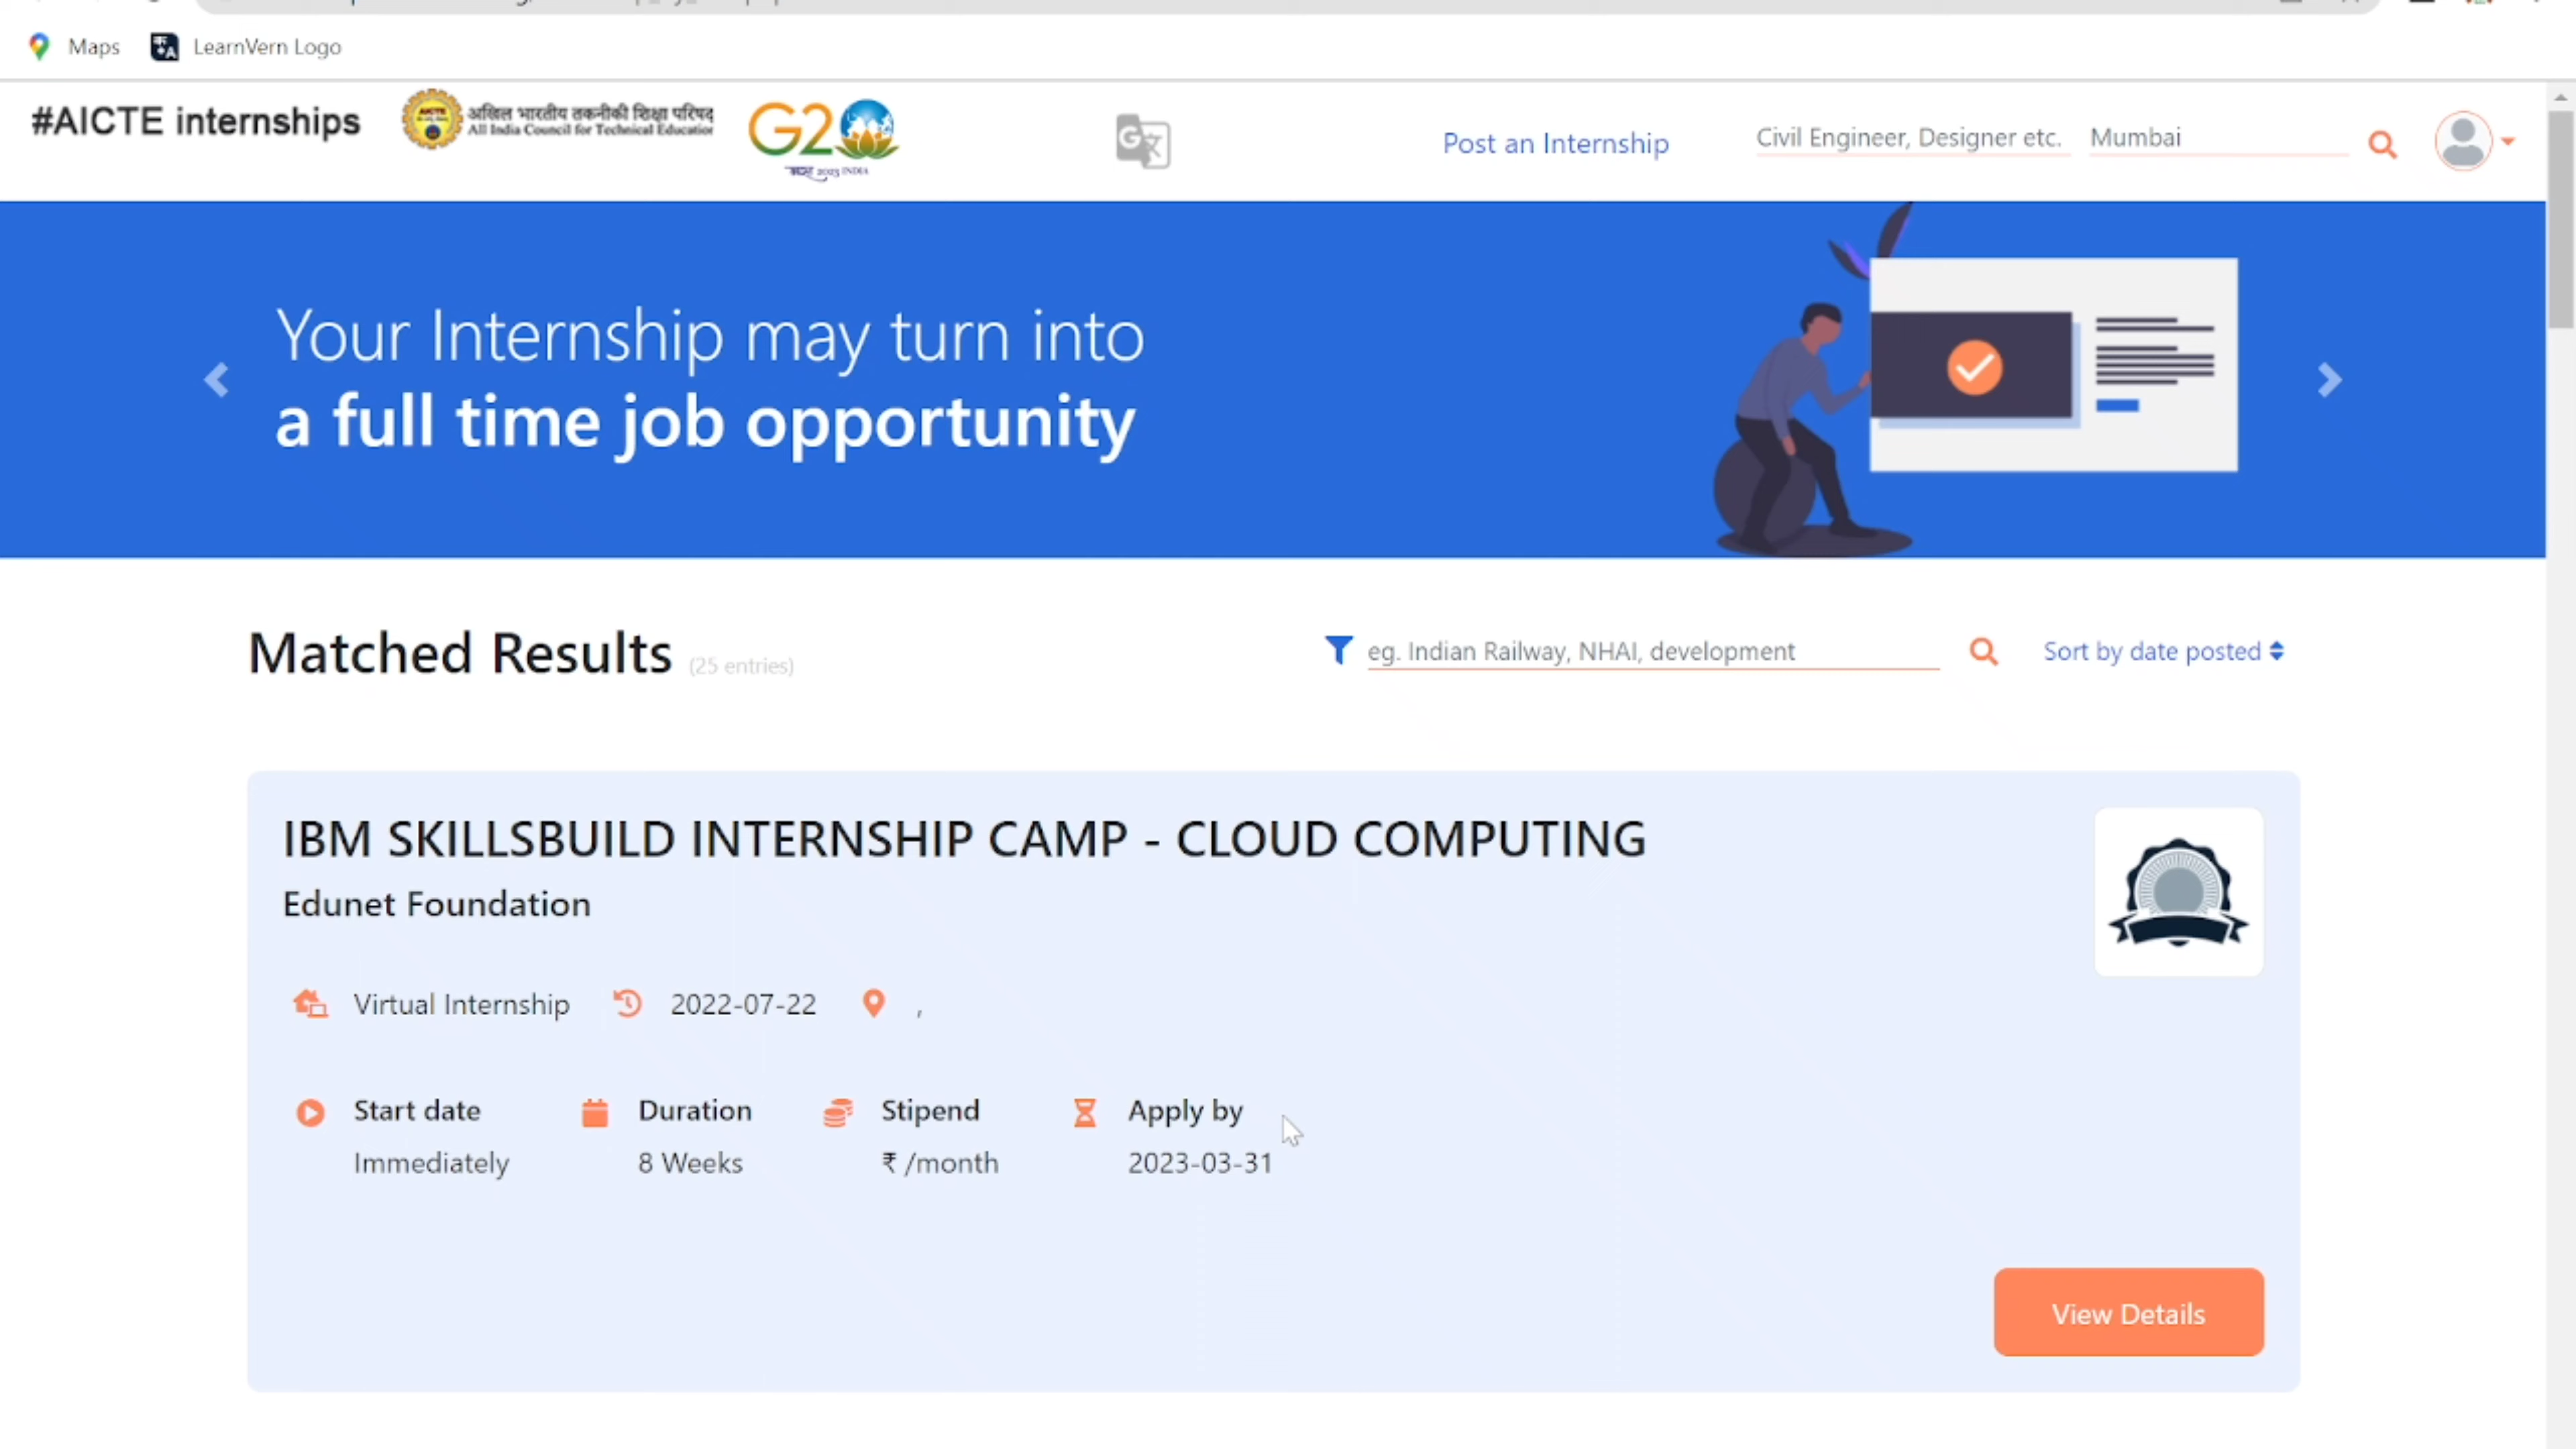 Maps LearnVern Logo
#AICTE internships
अखिल भारतीय तकनीकी शिक्षा परिषद
All India Council for Technical Education
G20
2023 INDIA
Post an Internship
Civil Engineer, Designer etc. Mumbai
Your Internship may turn into
a full time job opportunity
Matched Results (25 entries)
eg. Indian Railway, NHAI, development
Sort by date posted
IBM SKILLSBUILD INTERNSHIP CAMP - CLOUD COMPUTING
Edunet Foundation
Virtual Internship 2022-07-22 ,
Start date Duration Stipend Apply by
Immediately 8 Weeks ₹ /month 2023-03-31
View Details